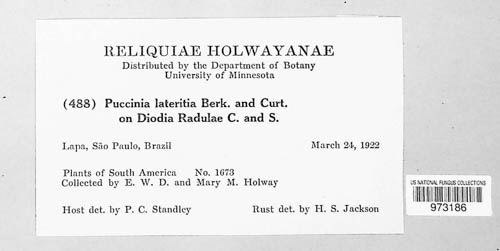 RELIQUIAE HOLWAYANAE
Distributed by the Department of Botany
University of Minnesota
(488) Puccinia lateritia Berk. and Curt.
on Diodia Radulae C. and S.
Lapa, São Paulo, Brazil March 24, 1922
Plants of South America No. 1673
Collected by E. W. D. and Mary M. Holway
Host det. by P. C. Standley Rust det. by H. S. Jackson
US NATIONAL FUNGUS COLLECTIONS
973186